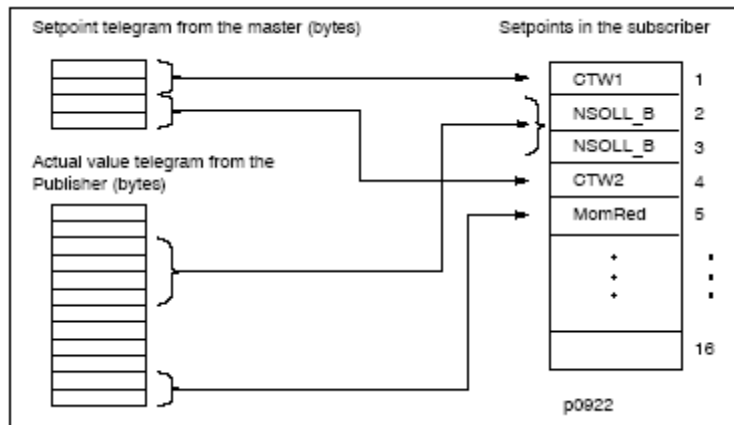 Setpoint telegram from the master (bytes)
Setpoints in the subscriber
CTW1 1
NSOLL_B 2
NSOLL_B 3
Actual value telegram from the
Publisher (bytes)
CTW2 4
MomRed 5
16
p0922